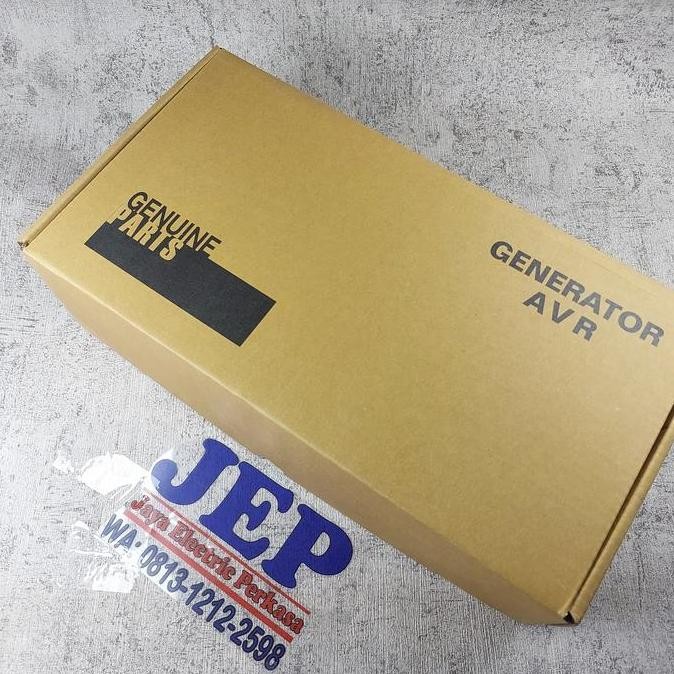 GENUINE
PARTS
GENERATOR
AVR
JEP
Jaya Electric Perkasa
WA: 0813-1212-2598